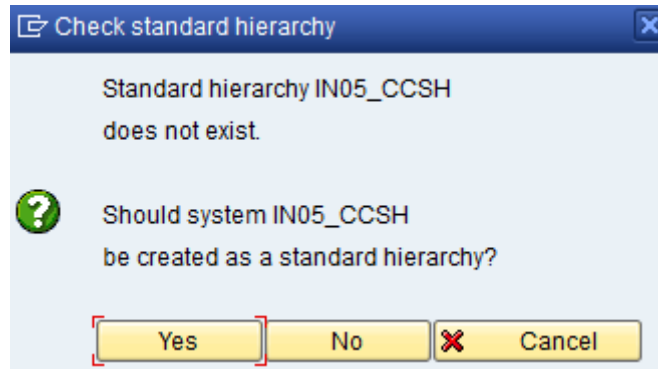 Check standard hierarchy
Standard hierarchy IN05_CCSH
does not exist.
Should system IN05_CCSH
be created as a standard hierarchy?
Yes No Cancel